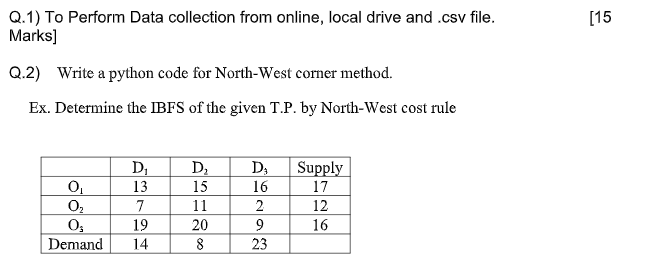 Q.1) To Perform Data collection from online, local drive and .csv file. [15
Marks]
Q.2) Write a python code for North-West corner method.
Ex. Determine the IBFS of the given T.P. by North-West cost rule
D₁ D₂ D₃ Supply
O₁ 13 15 16 17
O₂ 7 11 2 12
O₃ 19 20 9 16
Demand 14 8 23